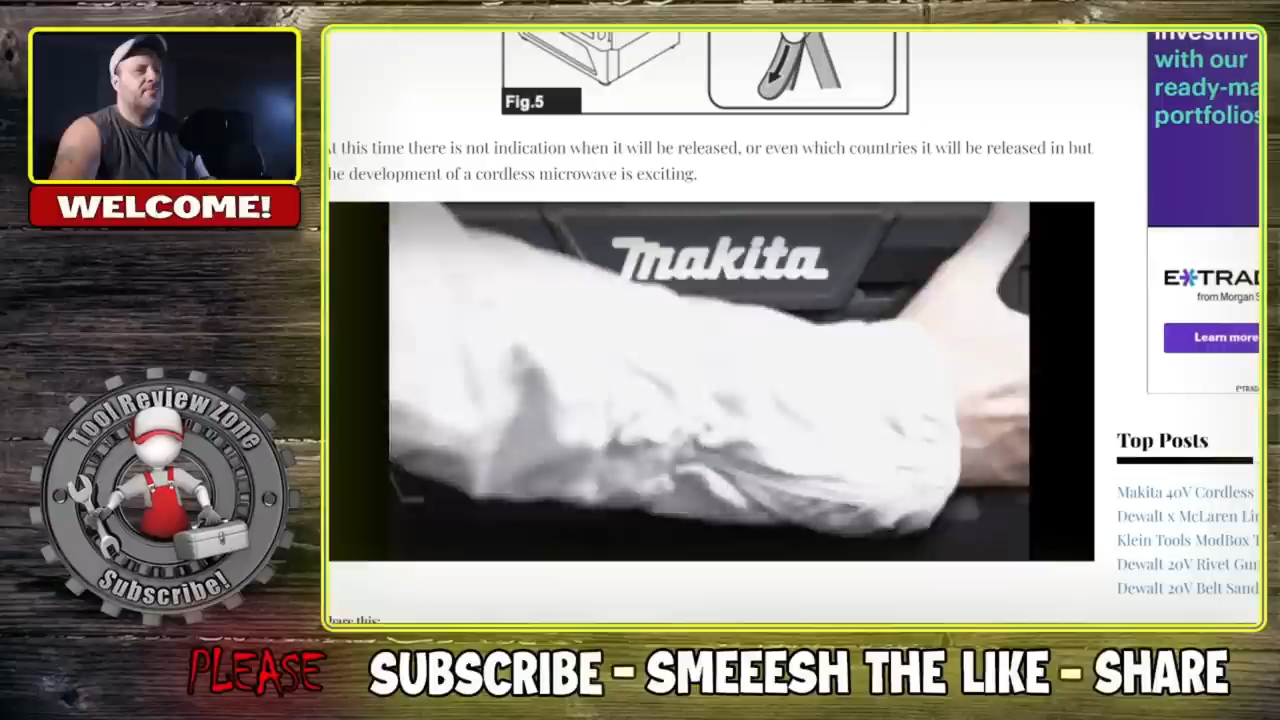 WELCOME!
Tool Review Zone
Subscribe!
Fig.5
t this time there is not indication when it will be released, or even which countries it will be released in but
he development of a cordless microwave is exciting.
makita
with our
ready-ma
portfolios
E*TRAD
from Morgan S
Learn more
Top Posts
Makita 40V Cordless
Dewalt x McLaren Li
Klein Tools ModBox T
Dewalt 20V Rivet Gu
Dewalt 20V Belt Sand
PLEASE SUBSCRIBE - SMEEESH THE LIKE - SHARE